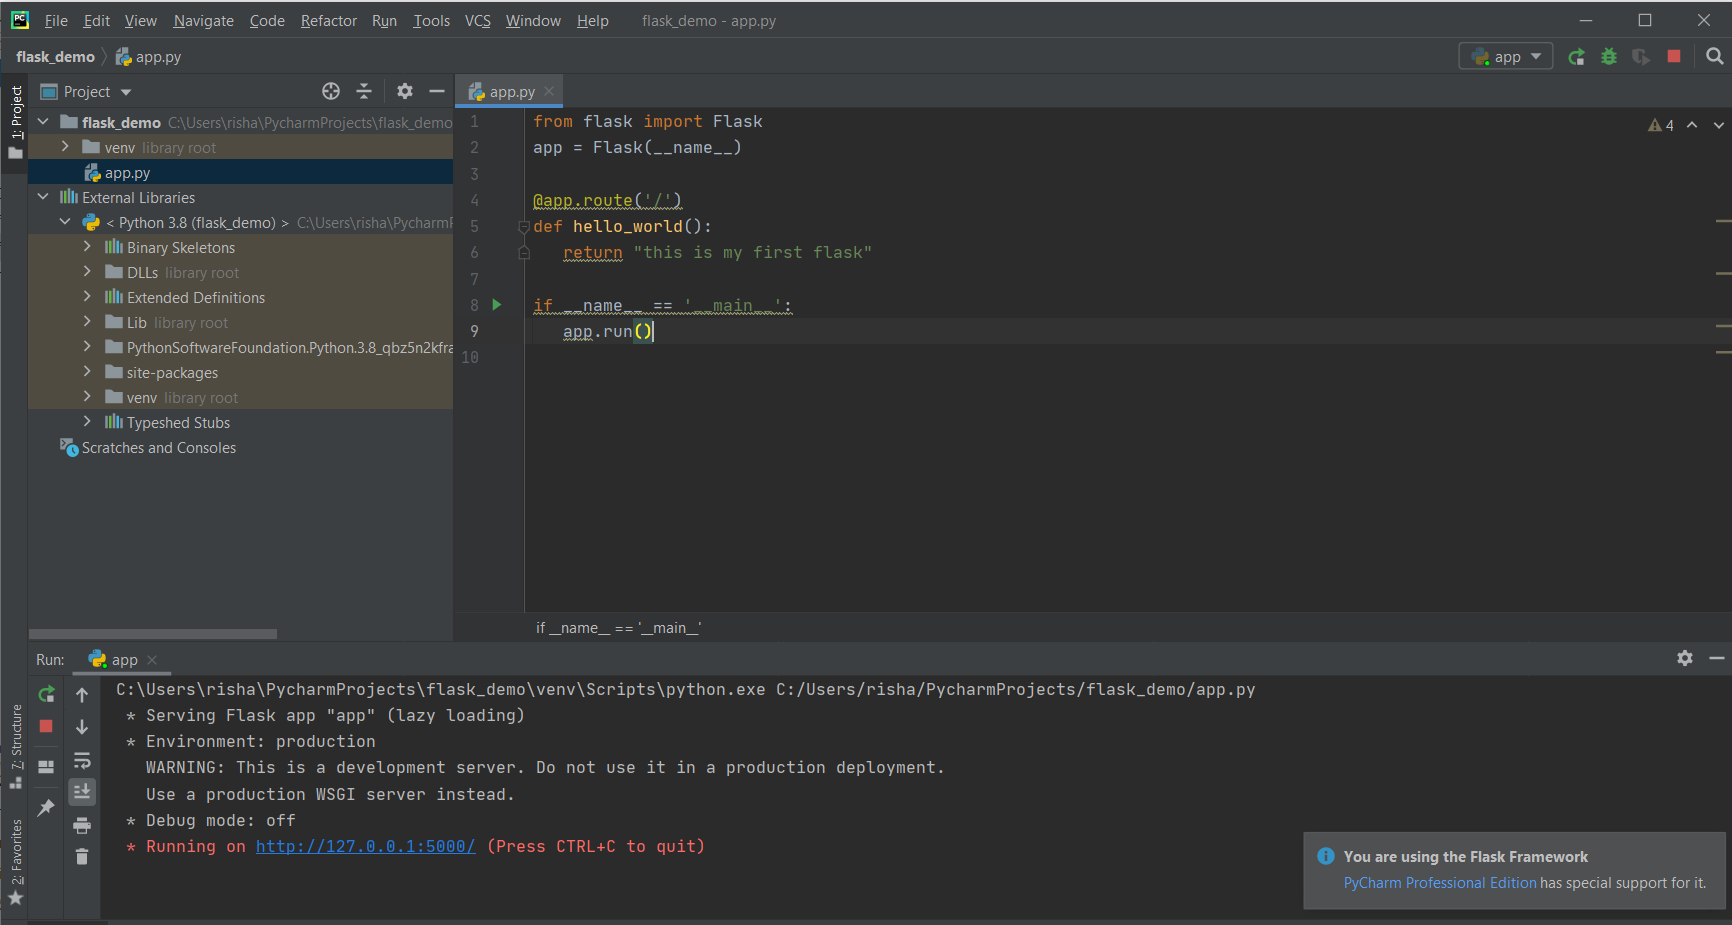 PC File Edit View Navigate Code Refactor Run Tools VCS Window Help flask_demo - app.py
flask_demo app.py app
1: Project
Project app.py
flask_demo C:\Users\risha\PycharmProjects\flask_demo
venv library root
app.py
External Libraries
< Python 3.8 (flask_demo) > C:\Users\risha\Pycharm
Binary Skeletons
DLLs library root
Extended Definitions
Lib library root
PythonSoftwareFoundation.Python.3.8_qbz5n2kfra
site-packages
venv library root
Typeshed Stubs
Scratches and Consoles
1 from flask import Flask
2 app = Flask(__name__)
3
4 @app.route('/')
5 def hello_world():
6 return "this is my first flask"
7
8 if __name__ == '__main__':
9 app.run()
10
4
if __name__ == '__main__'
Run: app
C:\Users\risha\PycharmProjects\flask_demo\venv\Scripts\python.exe C:/Users/risha/PycharmProjects/flask_demo/app.py
* Serving Flask app "app" (lazy loading)
* Environment: production
WARNING: This is a development server. Do not use it in a production deployment.
Use a production WSGI server instead.
* Debug mode: off
* Running on http://127.0.0.1:5000/ (Press CTRL+C to quit)
7: Structure
2: Favorites
You are using the Flask Framework
PyCharm Professional Edition has special support for it.